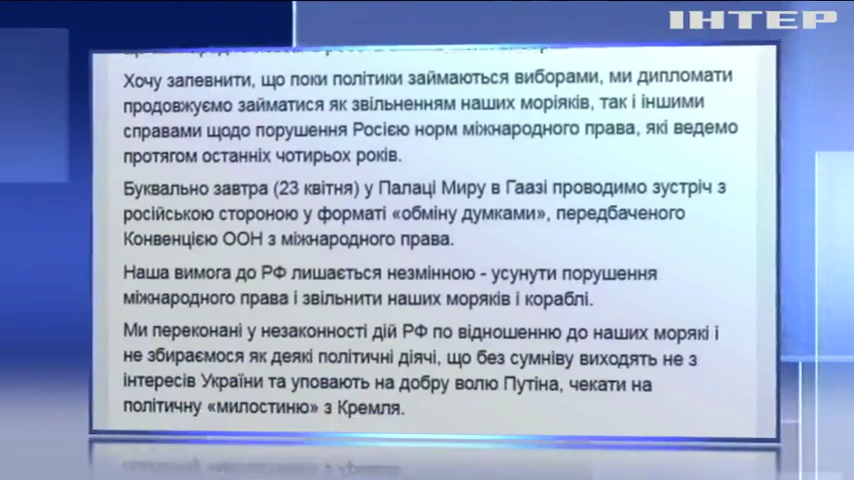 ІНТЕР
Хочу запевнити, що поки політики займаються виборами, ми дипломати
продовжуємо займатися як звільненням наших моріяків, так і іншими
справами щодо порушення Росією норм міжнародного права, які ведемо
протягом останніх чотирьох років.
Буквально завтра (23 квітня) у Палаці Миру в Гаазі проводимо зустріч з
російською стороною у форматі «обміну думками», передбаченого
Конвенцією ООН з міжнародного права.
Наша вимога до РФ лишається незмінною - усунути порушення
міжнародного права і звільнити наших моряків і кораблі.
Ми переконані у незаконності дій РФ по відношенню до наших морякі і
не збираємося як деякі політичні діячі, що без сумніву виходять не з
інтересів України та уповають на добру волю Путіна, чекати на
політичну «милостиню» з Кремля.